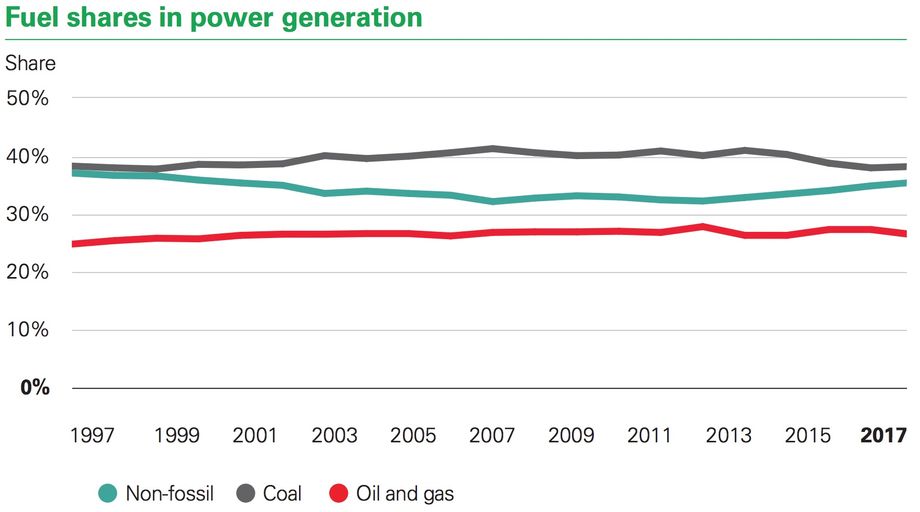 Fuel shares in power generation
Share
50%
40%
30%
20%
10%
0%
1997 1999 2001 2003 2005 2007 2009 2011 2013 2015 2017
Non-fossil Coal Oil and gas